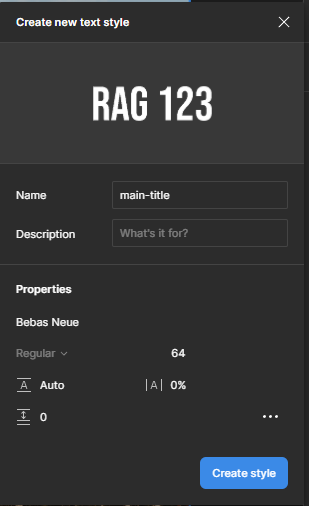 Create new text style
RAG 123
Name
main-title
Description
What's it for?
Properties
Bebas Neue
Regular
64
A Auto
|A| 0%
0
Create style